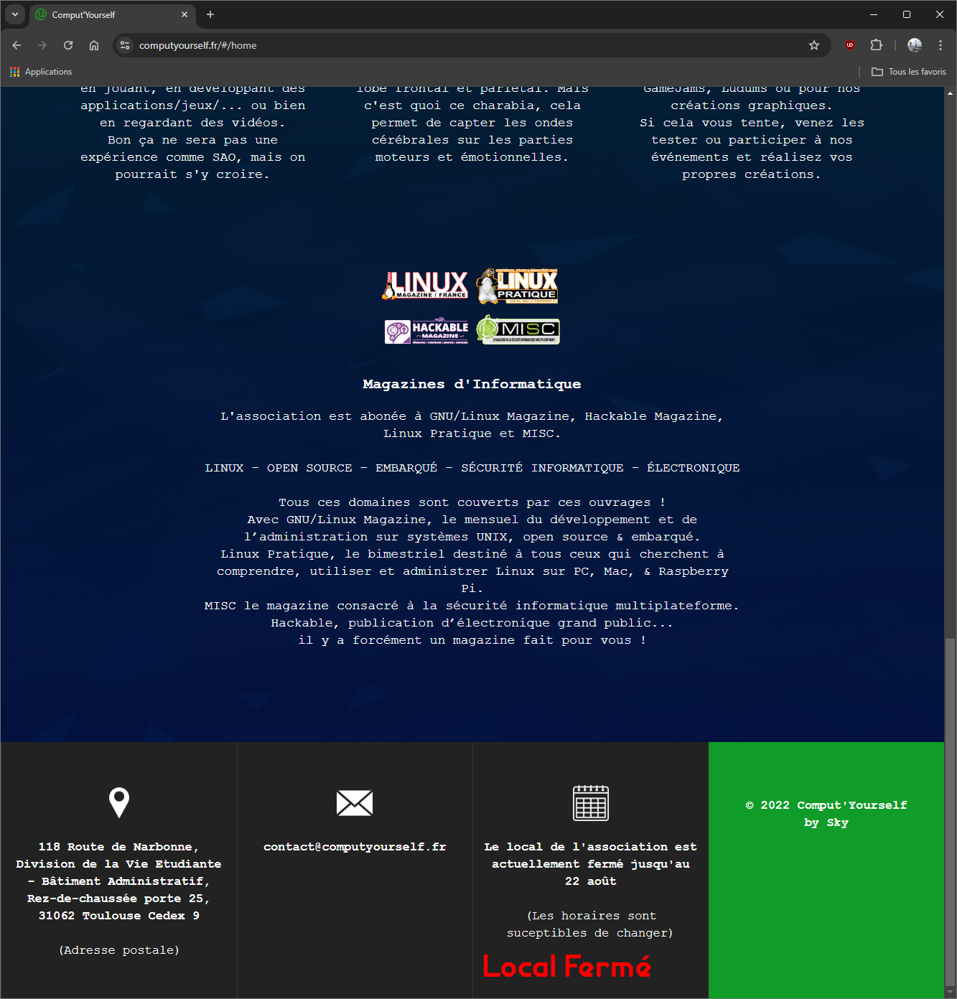 Comput'Yourself
computyourself.fr/#/home
Applications
Tous les favoris
en jouant, en développant des
applications/jeux/... ou bien
en regardant des vidéos.
Bon ça ne sera pas une
expérience comme SAO, mais on
pourrait s'y croire.
lobe frontal et pariétal. Mais
c'est quoi ce charabia, cela
permet de capter les ondes
cérébrales sur les parties
moteurs et émotionnelles.
GameJams, Ludums ou pour nos
créations graphiques.
Si cela vous tente, venez les
tester ou participer à nos
événements et réalisez vos
propres créations.
GNU
LINUX
MAGAZINE / FRANCE
LINUX
PRATIQUE
HACKABLE
~ MAGAZINE ~
MISC
Magazines d'Informatique
L'association est abonée à GNU/Linux Magazine, Hackable Magazine,
Linux Pratique et MISC.
LINUX – OPEN SOURCE – EMBARQUÉ – SÉCURITÉ INFORMATIQUE – ÉLECTRONIQUE
Tous ces domaines sont couverts par ces ouvrages !
Avec GNU/Linux Magazine, le mensuel du développement et de
l’administration sur systèmes UNIX, open source & embarqué.
Linux Pratique, le bimestriel destiné à tous ceux qui cherchent à
comprendre, utiliser et administrer Linux sur PC, Mac, & Raspberry
Pi.
MISC le magazine consacré à la sécurité informatique multiplateforme.
Hackable, publication d’électronique grand public...
il y a forcément un magazine fait pour vous !
118 Route de Narbonne,
Division de la Vie Etudiante
- Bâtiment Administratif,
Rez-de-chaussée porte 25,
31062 Toulouse Cedex 9
(Adresse postale)
contact@computyourself.fr
Le local de l'association est
actuellement fermé jusqu'au
22 août
(Les horaires sont
suceptibles de changer)
Local Fermé
© 2022 Comput'Yourself
by Sky